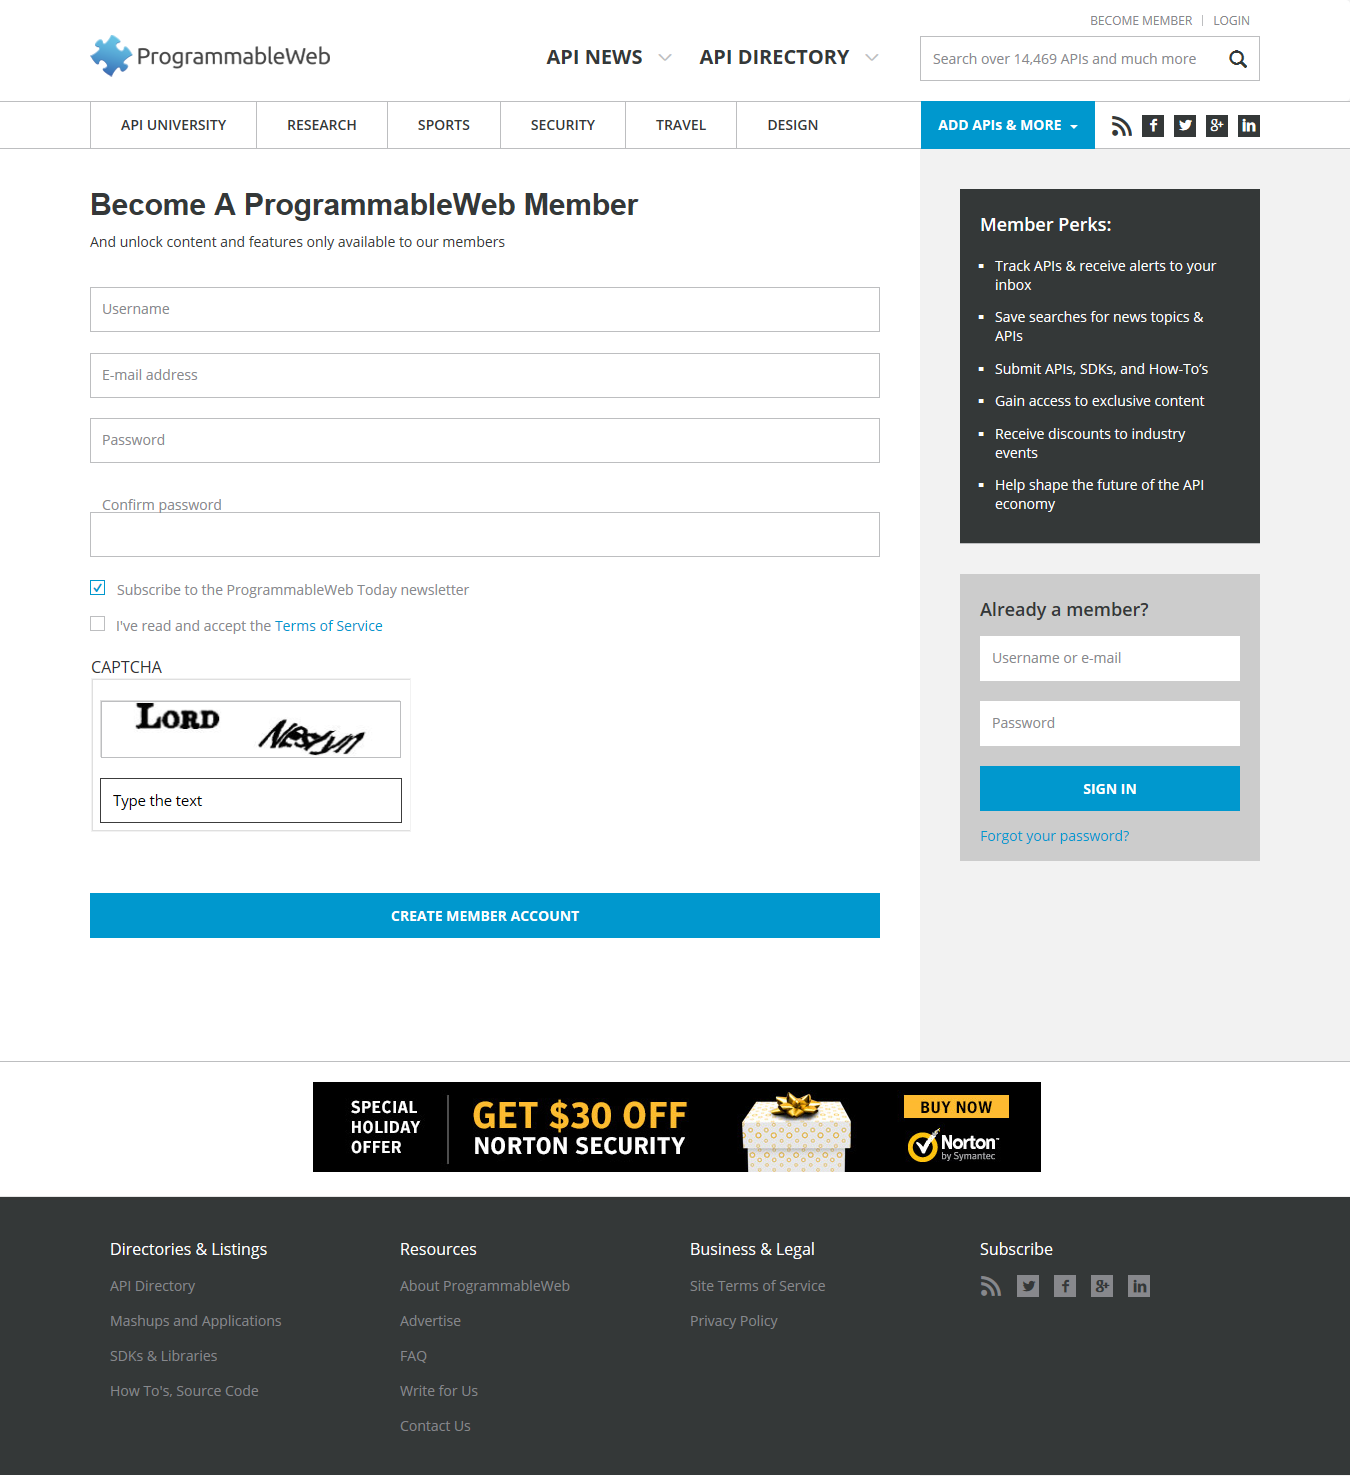 BECOME MEMBER | LOGIN
ProgrammableWeb
API NEWS
API DIRECTORY
Search over 14,469 APIs and much more
API UNIVERSITY
RESEARCH
SPORTS
SECURITY
TRAVEL
DESIGN
ADD APIs & MORE
Become A ProgrammableWeb Member
And unlock content and features only available to our members
Username
E-mail address
Password
Confirm password
Subscribe to the ProgrammableWeb Today newsletter
I've read and accept the Terms of Service
CAPTCHA
LORD
Type the text
CREATE MEMBER ACCOUNT
Member Perks:
Track APIs & receive alerts to your
inbox
Save searches for news topics &
APIs
Submit APIs, SDKs, and How-To's
Gain access to exclusive content
Receive discounts to industry
events
Help shape the future of the API
economy
Already a member?
Username or e-mail
Password
SIGN IN
Forgot your password?
SPECIAL
HOLIDAY
OFFER
GET $30 OFF
NORTON SECURITY
BUY NOW
Norton
by Symantec
Directories & Listings
API Directory
Mashups and Applications
SDKs & Libraries
How To's, Source Code
Resources
About ProgrammableWeb
Advertise
FAQ
Write for Us
Contact Us
Business & Legal
Site Terms of Service
Privacy Policy
Subscribe